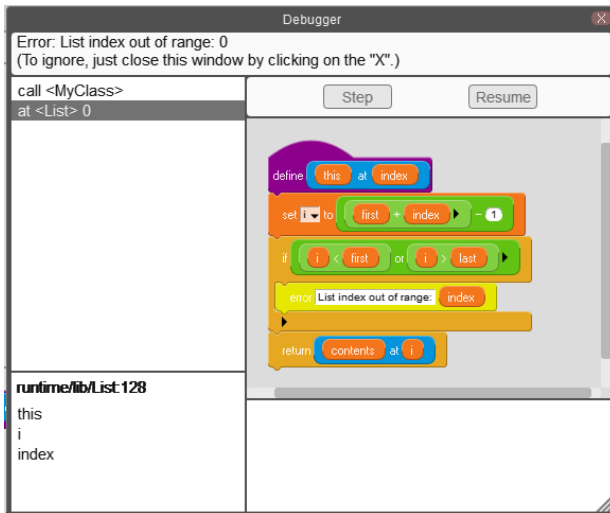 Debugger
X
Error: List index out of range: 0
(To ignore, just close this window by clicking on the "X".)
call <MyClass>
at <List> 0
Step Resume
define this at index
set i to first + index - 1
if i < first or i > last
error List index out of range: index
return contents at i
runtime/lib/List:128
this
i
index